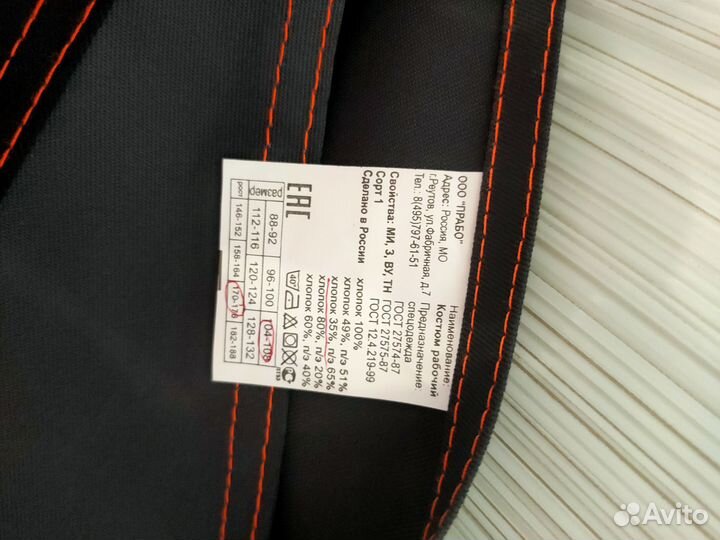 ООО "ПРАБО"
Адрес: Россия, МО
г.Реутов, ул.Фабричная, д.7
Тел.: 8(495)797-61-51
Наименование:
Костюм рабочий
Предназначение:
спецодежда
Свойства: МИ, З, ВУ, ТН
Сорт 1
Сделано в России
ГОСТ 27574-87
ГОСТ 27575-87
ГОСТ 12.4.219-99
хлопок 100%
хлопок 49%, п/э 51%
хлопок 35%, п/э 65%
хлопок 80%, п/э 20%
хлопок 60%, п/э 40%
ЕАС
40°
размер 88-92 96-100 104-108
112-116 120-124 128-132
рост 146-152 158-164 170-176 182-188
Avito